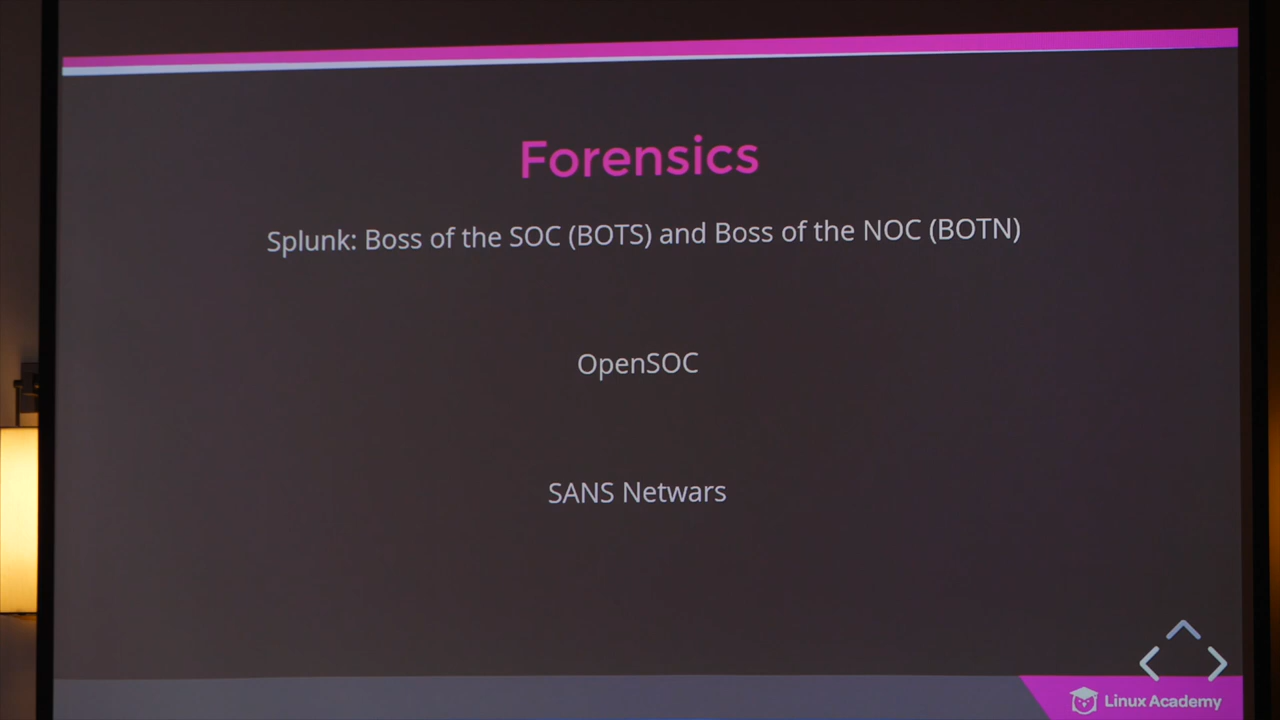 Forensics
Splunk: Boss of the SOC (BOTS) and Boss of the NOC (BOTN)
OpenSOC
SANS Netwars
Linux Academy